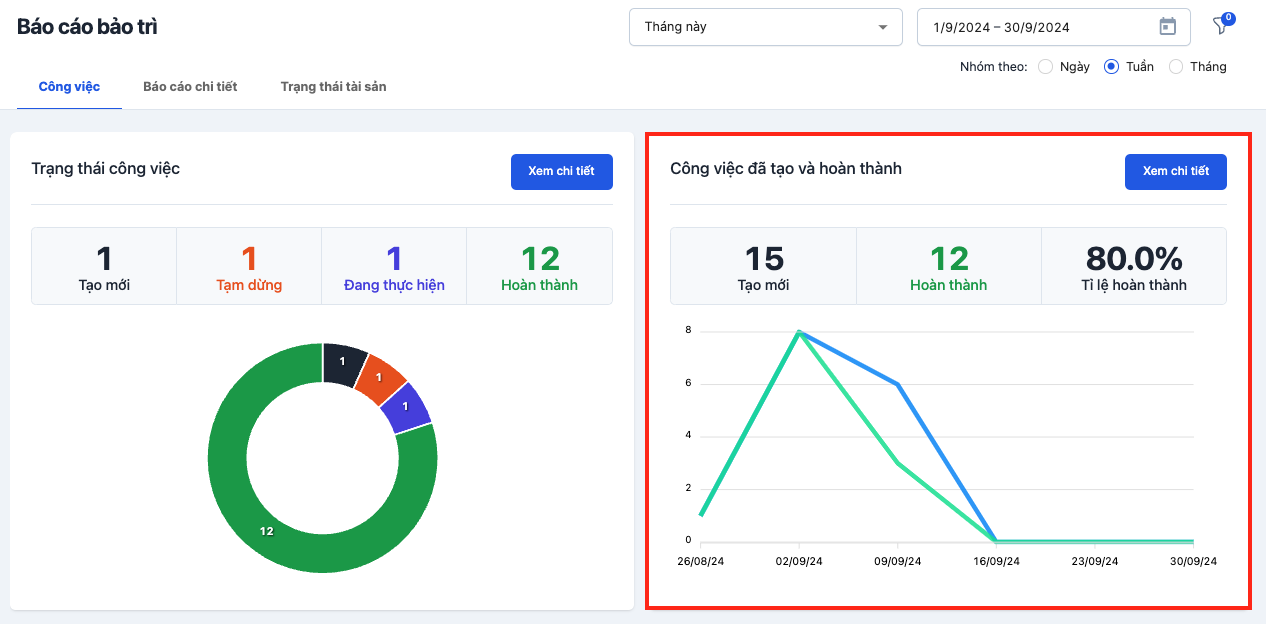 Báo cáo bảo trì
Tháng này
1/9/2024 – 30/9/2024
0
Nhóm theo: Ngày Tuần Tháng
Công việc Báo cáo chi tiết Trạng thái tài sản
Trạng thái công việc
Xem chi tiết
1 1 1 12
Tạo mới Tạm dừng Đang thực hiện Hoàn thành
1
1
1
12
Công việc đã tạo và hoàn thành
Xem chi tiết
15 12 80.0%
Tạo mới Hoàn thành Tỉ lệ hoàn thành
8
6
4
2
0
26/08/24 02/09/24 09/09/24 16/09/24 23/09/24 30/09/24